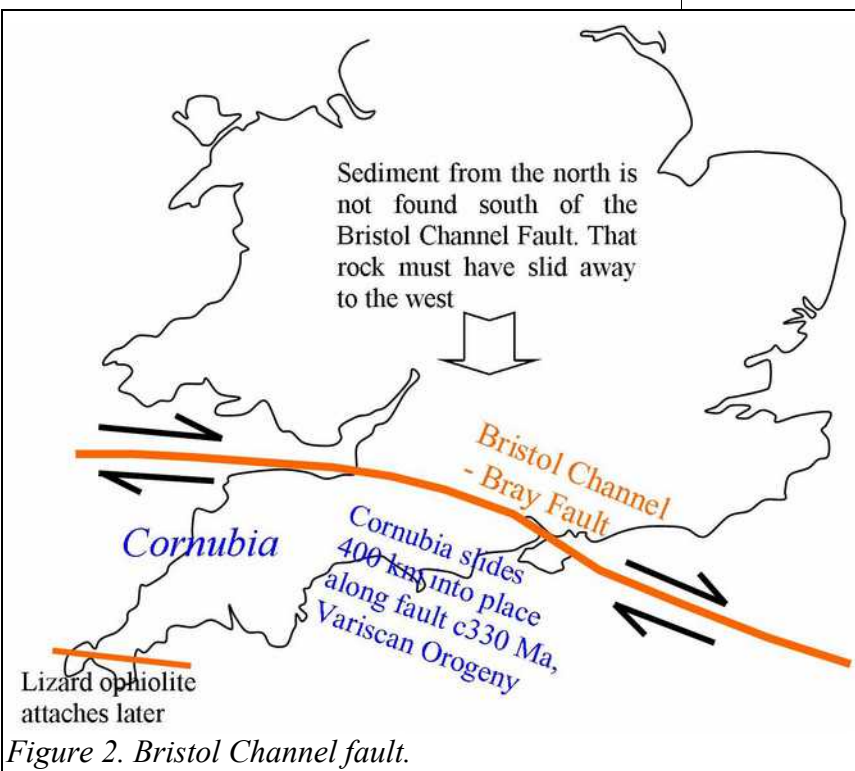 Sediment from the north is
not found south of the
Bristol Channel Fault. That
rock must have slid away
to the west
Bristol Channel
- Bray Fault
Cornubia
Cornubia slides
400 km into place
along fault c330 Ma,
Variscan Orogeny
Lizard ophiolite
attaches later
Figure 2. Bristol Channel fault.